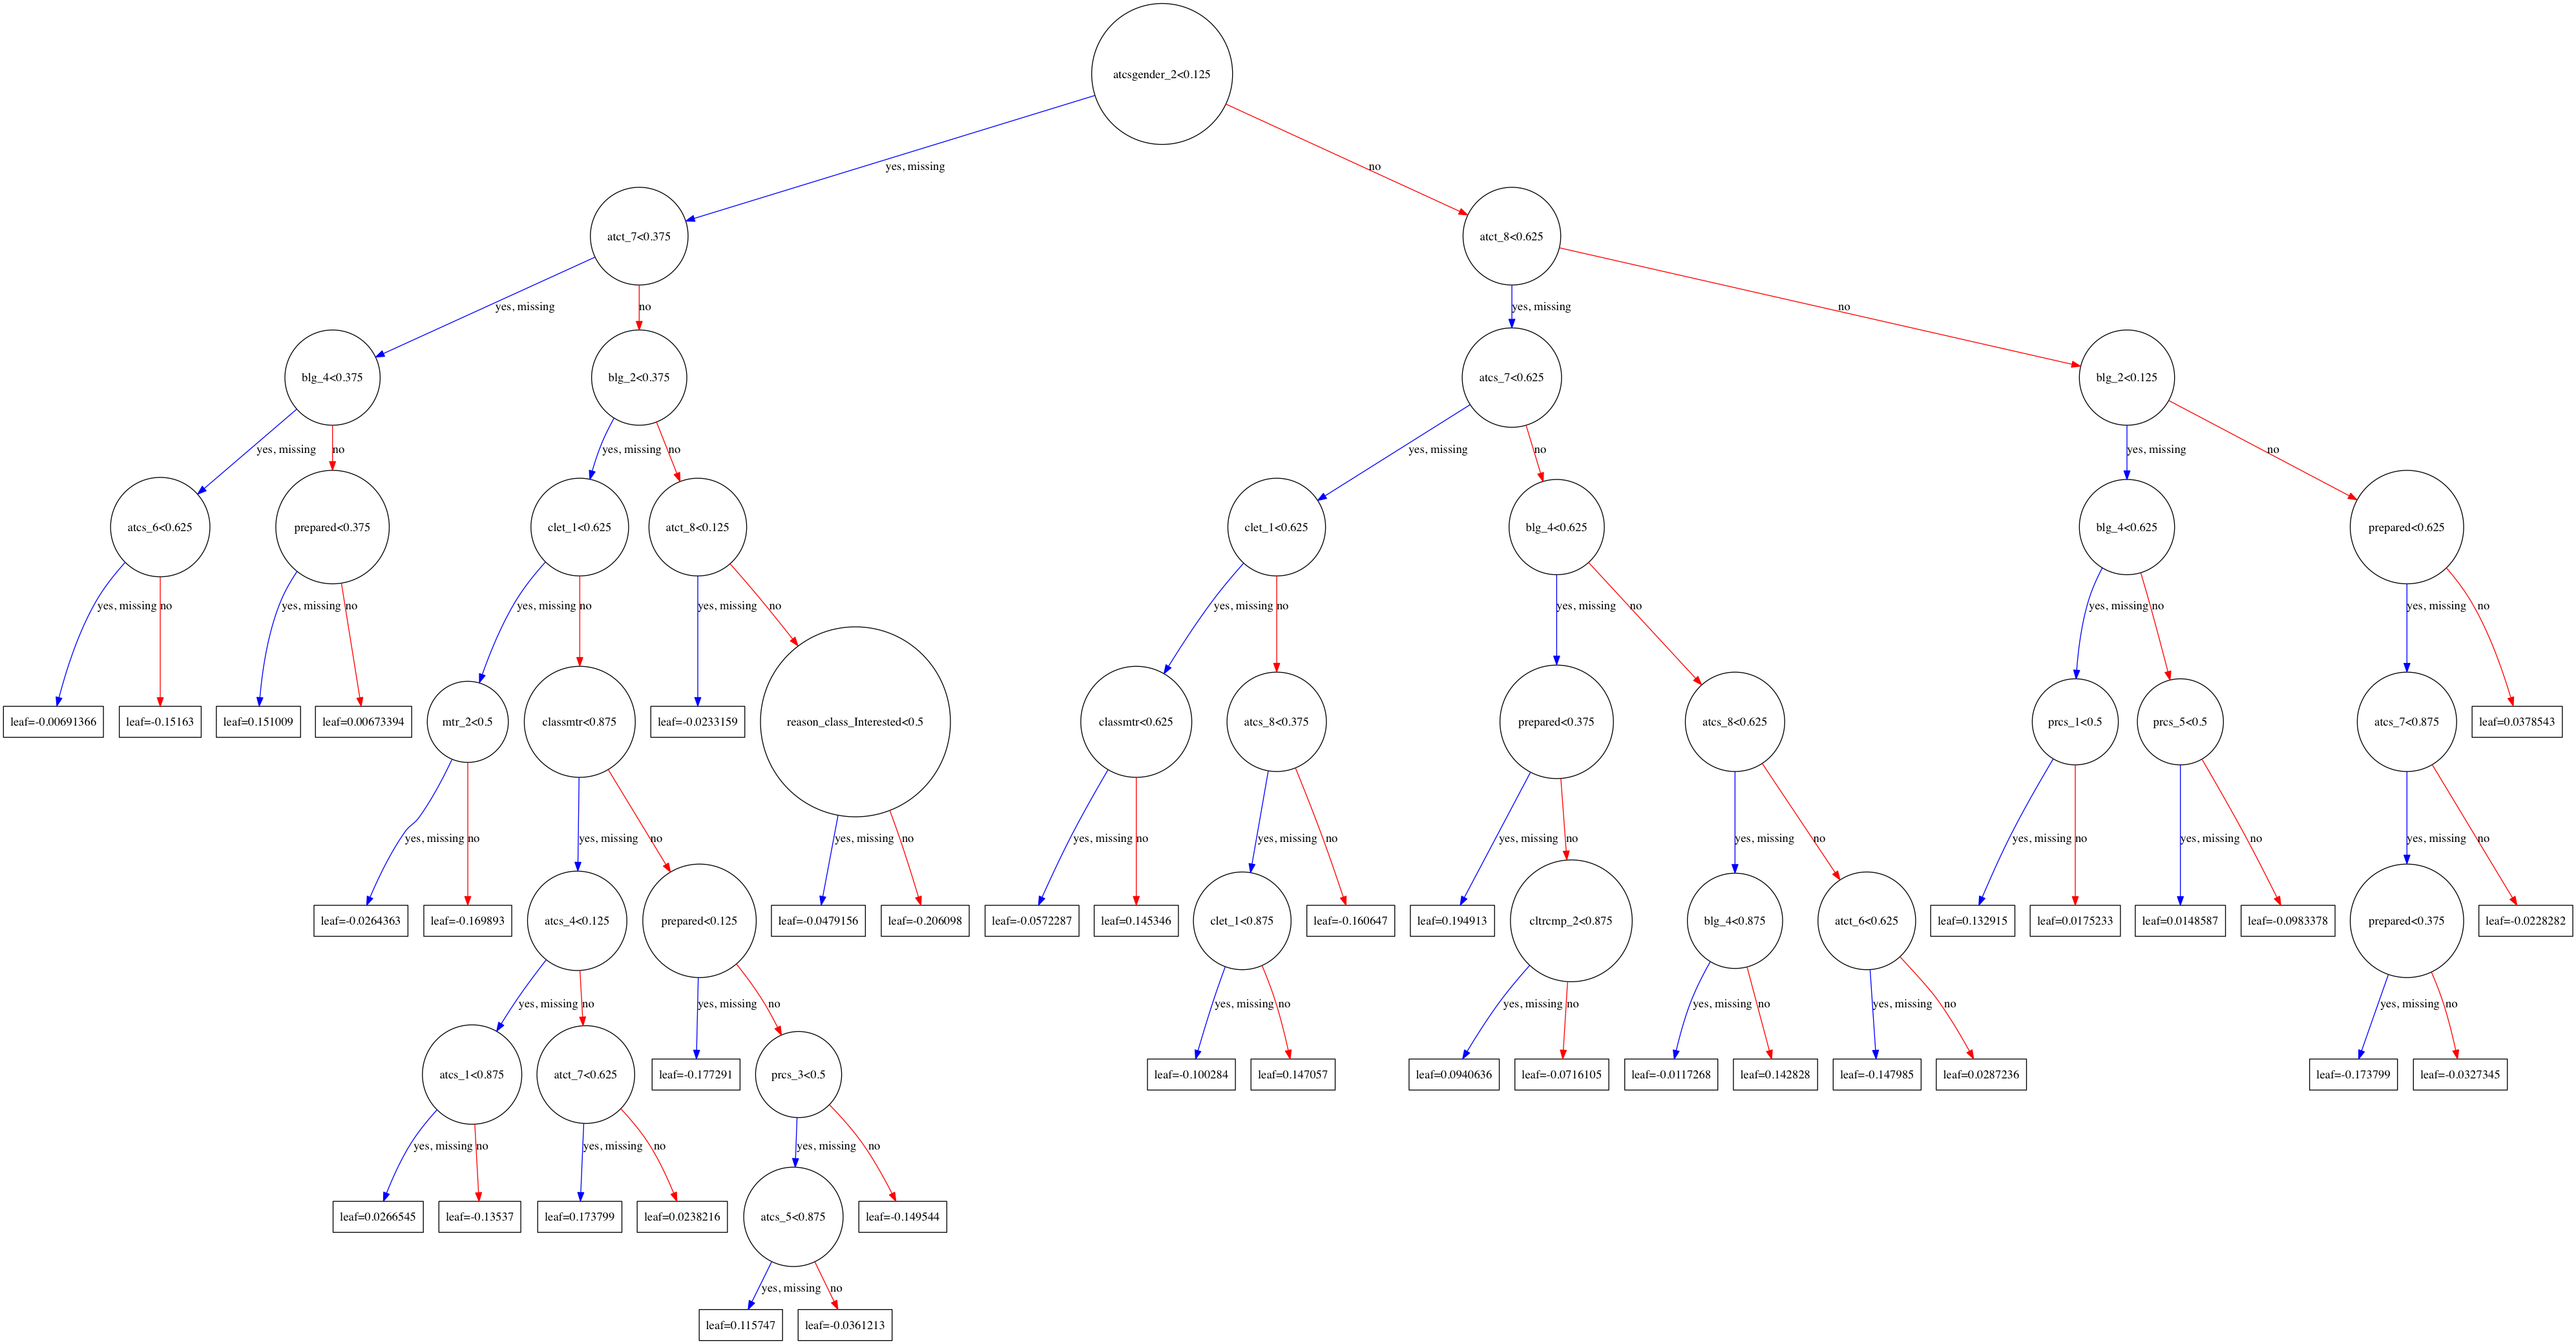 atcsgender_2<0.125
yes, missing
no
atct_7<0.375
atct_8<0.625
yes, missing
no
yes, missing
no
blg_4<0.375
blg_2<0.375
atcs_7<0.625
blg_2<0.125
yes, missing
no
yes, missing
no
yes, missing
no
yes, missing
no
atcs_6<0.625
prepared<0.375
clet_1<0.625
atct_8<0.125
clet_1<0.625
blg_4<0.625
blg_4<0.625
prepared<0.625
yes, missing
no
yes, missing
no
yes, missing
no
yes, missing
no
yes, missing
no
yes, missing
no
yes, missing
no
yes, missing
no
leaf=-0.00691366
leaf=-0.15163
leaf=0.151009
leaf=0.00673394
mtr_2<0.5
classmtr<0.875
leaf=-0.0233159
reason_class_Interested<0.5
classmtr<0.625
atcs_8<0.375
prepared<0.375
atcs_8<0.625
prcs_1<0.5
prcs_5<0.5
atcs_7<0.875
leaf=0.0378543
yes, missing
no
yes, missing
no
yes, missing
no
yes, missing
no
yes, missing
no
yes, missing
no
yes, missing
no
yes, missing
no
yes, missing
no
yes, missing
no
leaf=-0.0264363
leaf=-0.169893
atcs_4<0.125
prepared<0.125
leaf=-0.0479156
leaf=-0.206098
leaf=-0.0572287
leaf=0.145346
clet_1<0.875
leaf=-0.160647
leaf=0.194913
cltrcmp_2<0.875
blg_4<0.875
atct_6<0.625
leaf=0.132915
leaf=0.0175233
leaf=0.0148587
leaf=-0.0983378
prepared<0.375
leaf=-0.0228282
yes, missing
no
yes, missing
no
yes, missing
no
yes, missing
no
yes, missing
no
yes, missing
no
yes, missing
no
atcs_1<0.875
atct_7<0.625
leaf=-0.177291
prcs_3<0.5
leaf=-0.100284
leaf=0.147057
leaf=0.0940636
leaf=-0.0716105
leaf=-0.0117268
leaf=0.142828
leaf=-0.147985
leaf=0.0287236
leaf=-0.173799
leaf=-0.0327345
yes, missing
no
yes, missing
no
yes, missing
no
leaf=0.0266545
leaf=-0.13537
leaf=0.173799
leaf=0.0238216
atcs_5<0.875
leaf=-0.149544
yes, missing
no
leaf=0.115747
leaf=-0.0361213